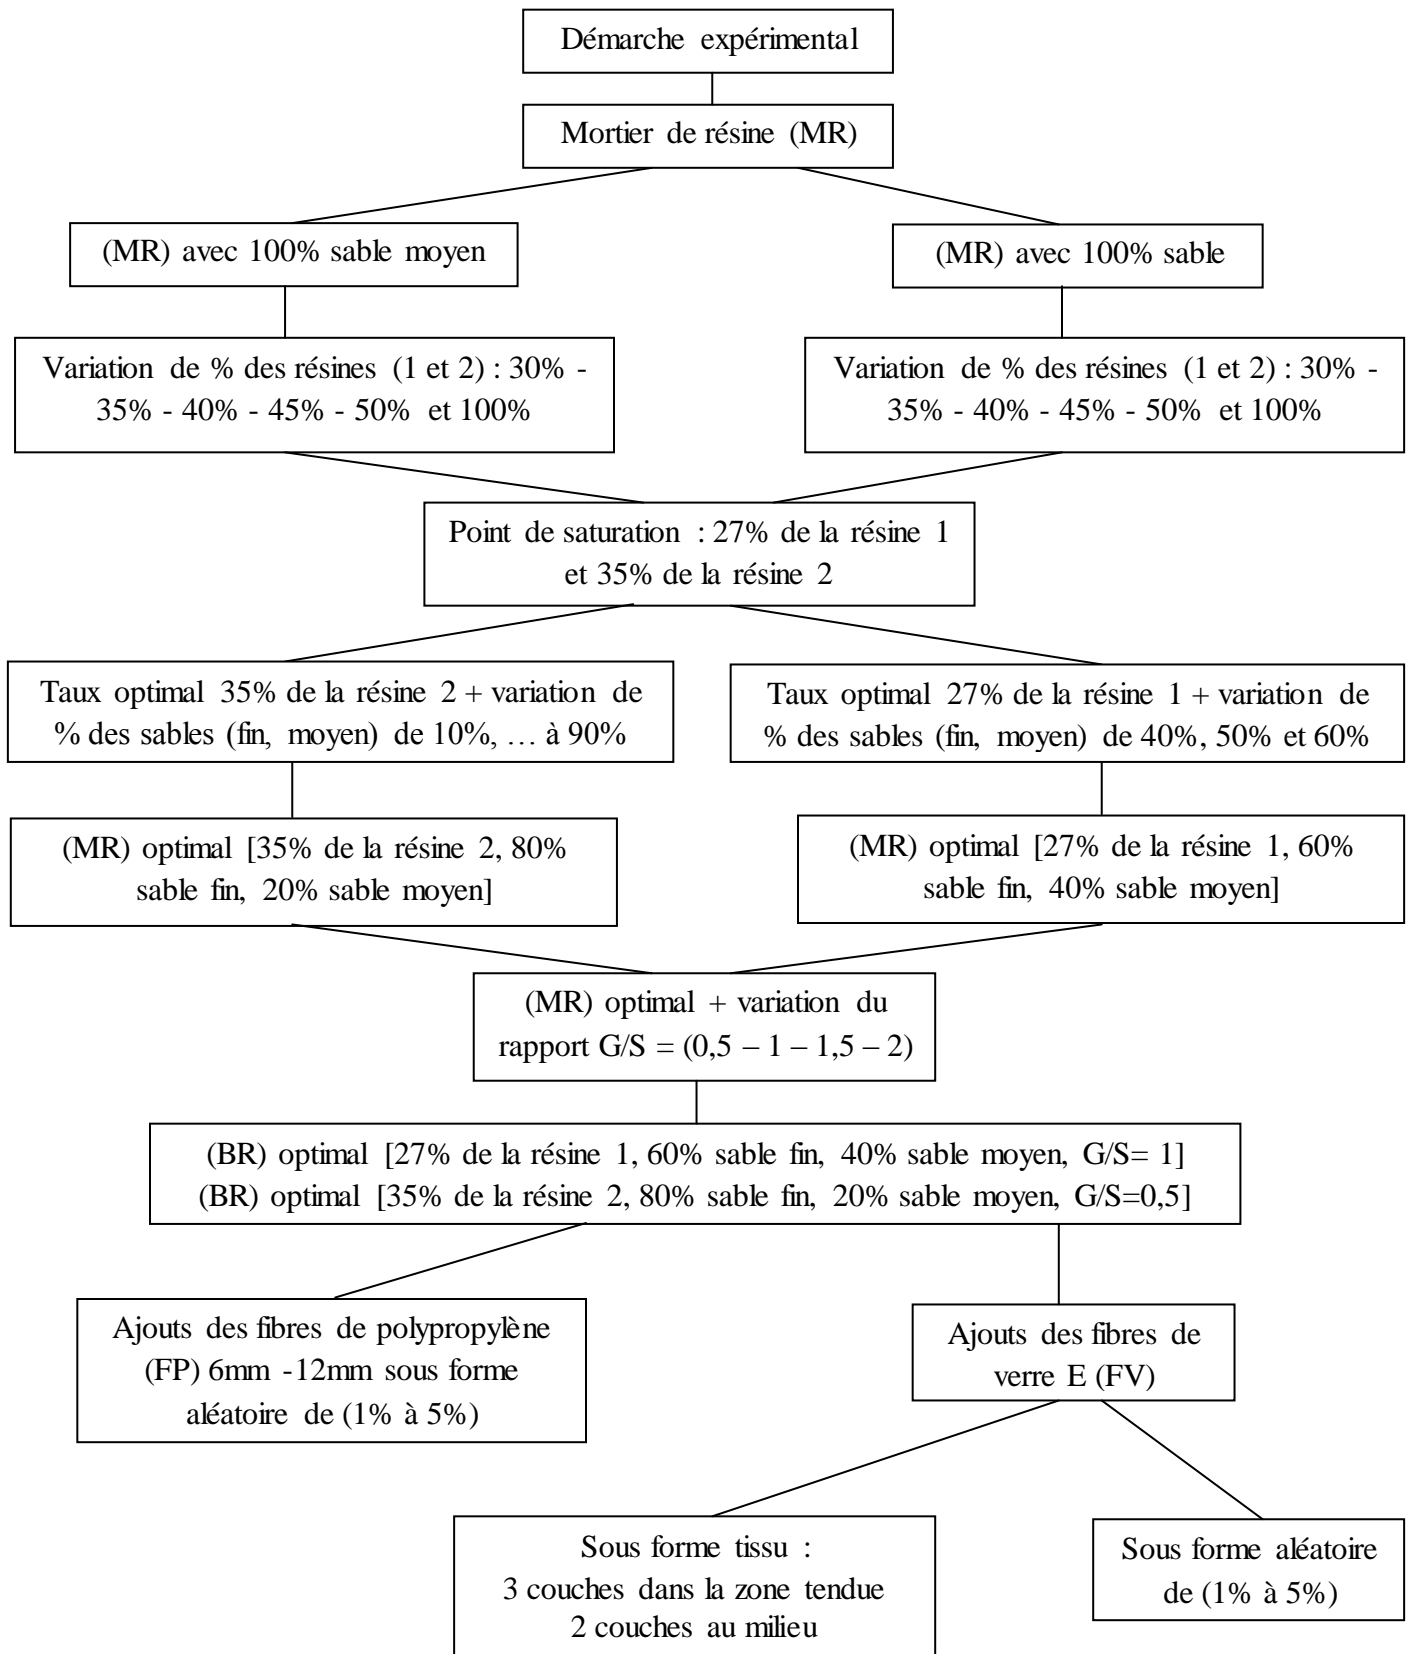 Démarche expérimental
Mortier de résine (MR)
(MR) avec 100% sable moyen
(MR) avec 100% sable
Variation de % des résines (1 et 2) : 30% -
35% - 40% - 45% - 50% et 100%
Variation de % des résines (1 et 2) : 30% -
35% - 40% - 45% - 50% et 100%
Point de saturation : 27% de la résine 1
et 35% de la résine 2
Taux optimal 35% de la résine 2 + variation de
% des sables (fin, moyen) de 10%, … à 90%
Taux optimal 27% de la résine 1 + variation de
% des sables (fin, moyen) de 40%, 50% et 60%
(MR) optimal [35% de la résine 2, 80%
sable fin, 20% sable moyen]
(MR) optimal [27% de la résine 1, 60%
sable fin, 40% sable moyen]
(MR) optimal + variation du
rapport G/S = (0,5 – 1 – 1,5 – 2)
(BR) optimal [27% de la résine 1, 60% sable fin, 40% sable moyen, G/S= 1]
(BR) optimal [35% de la résine 2, 80% sable fin, 20% sable moyen, G/S=0,5]
Ajouts des fibres de polypropylène
(FP) 6mm -12mm sous forme
aléatoire de (1% à 5%)
Ajouts des fibres de
verre E (FV)
Sous forme tissu :
3 couches dans la zone tendue
2 couches au milieu
Sous forme aléatoire
de (1% à 5%)